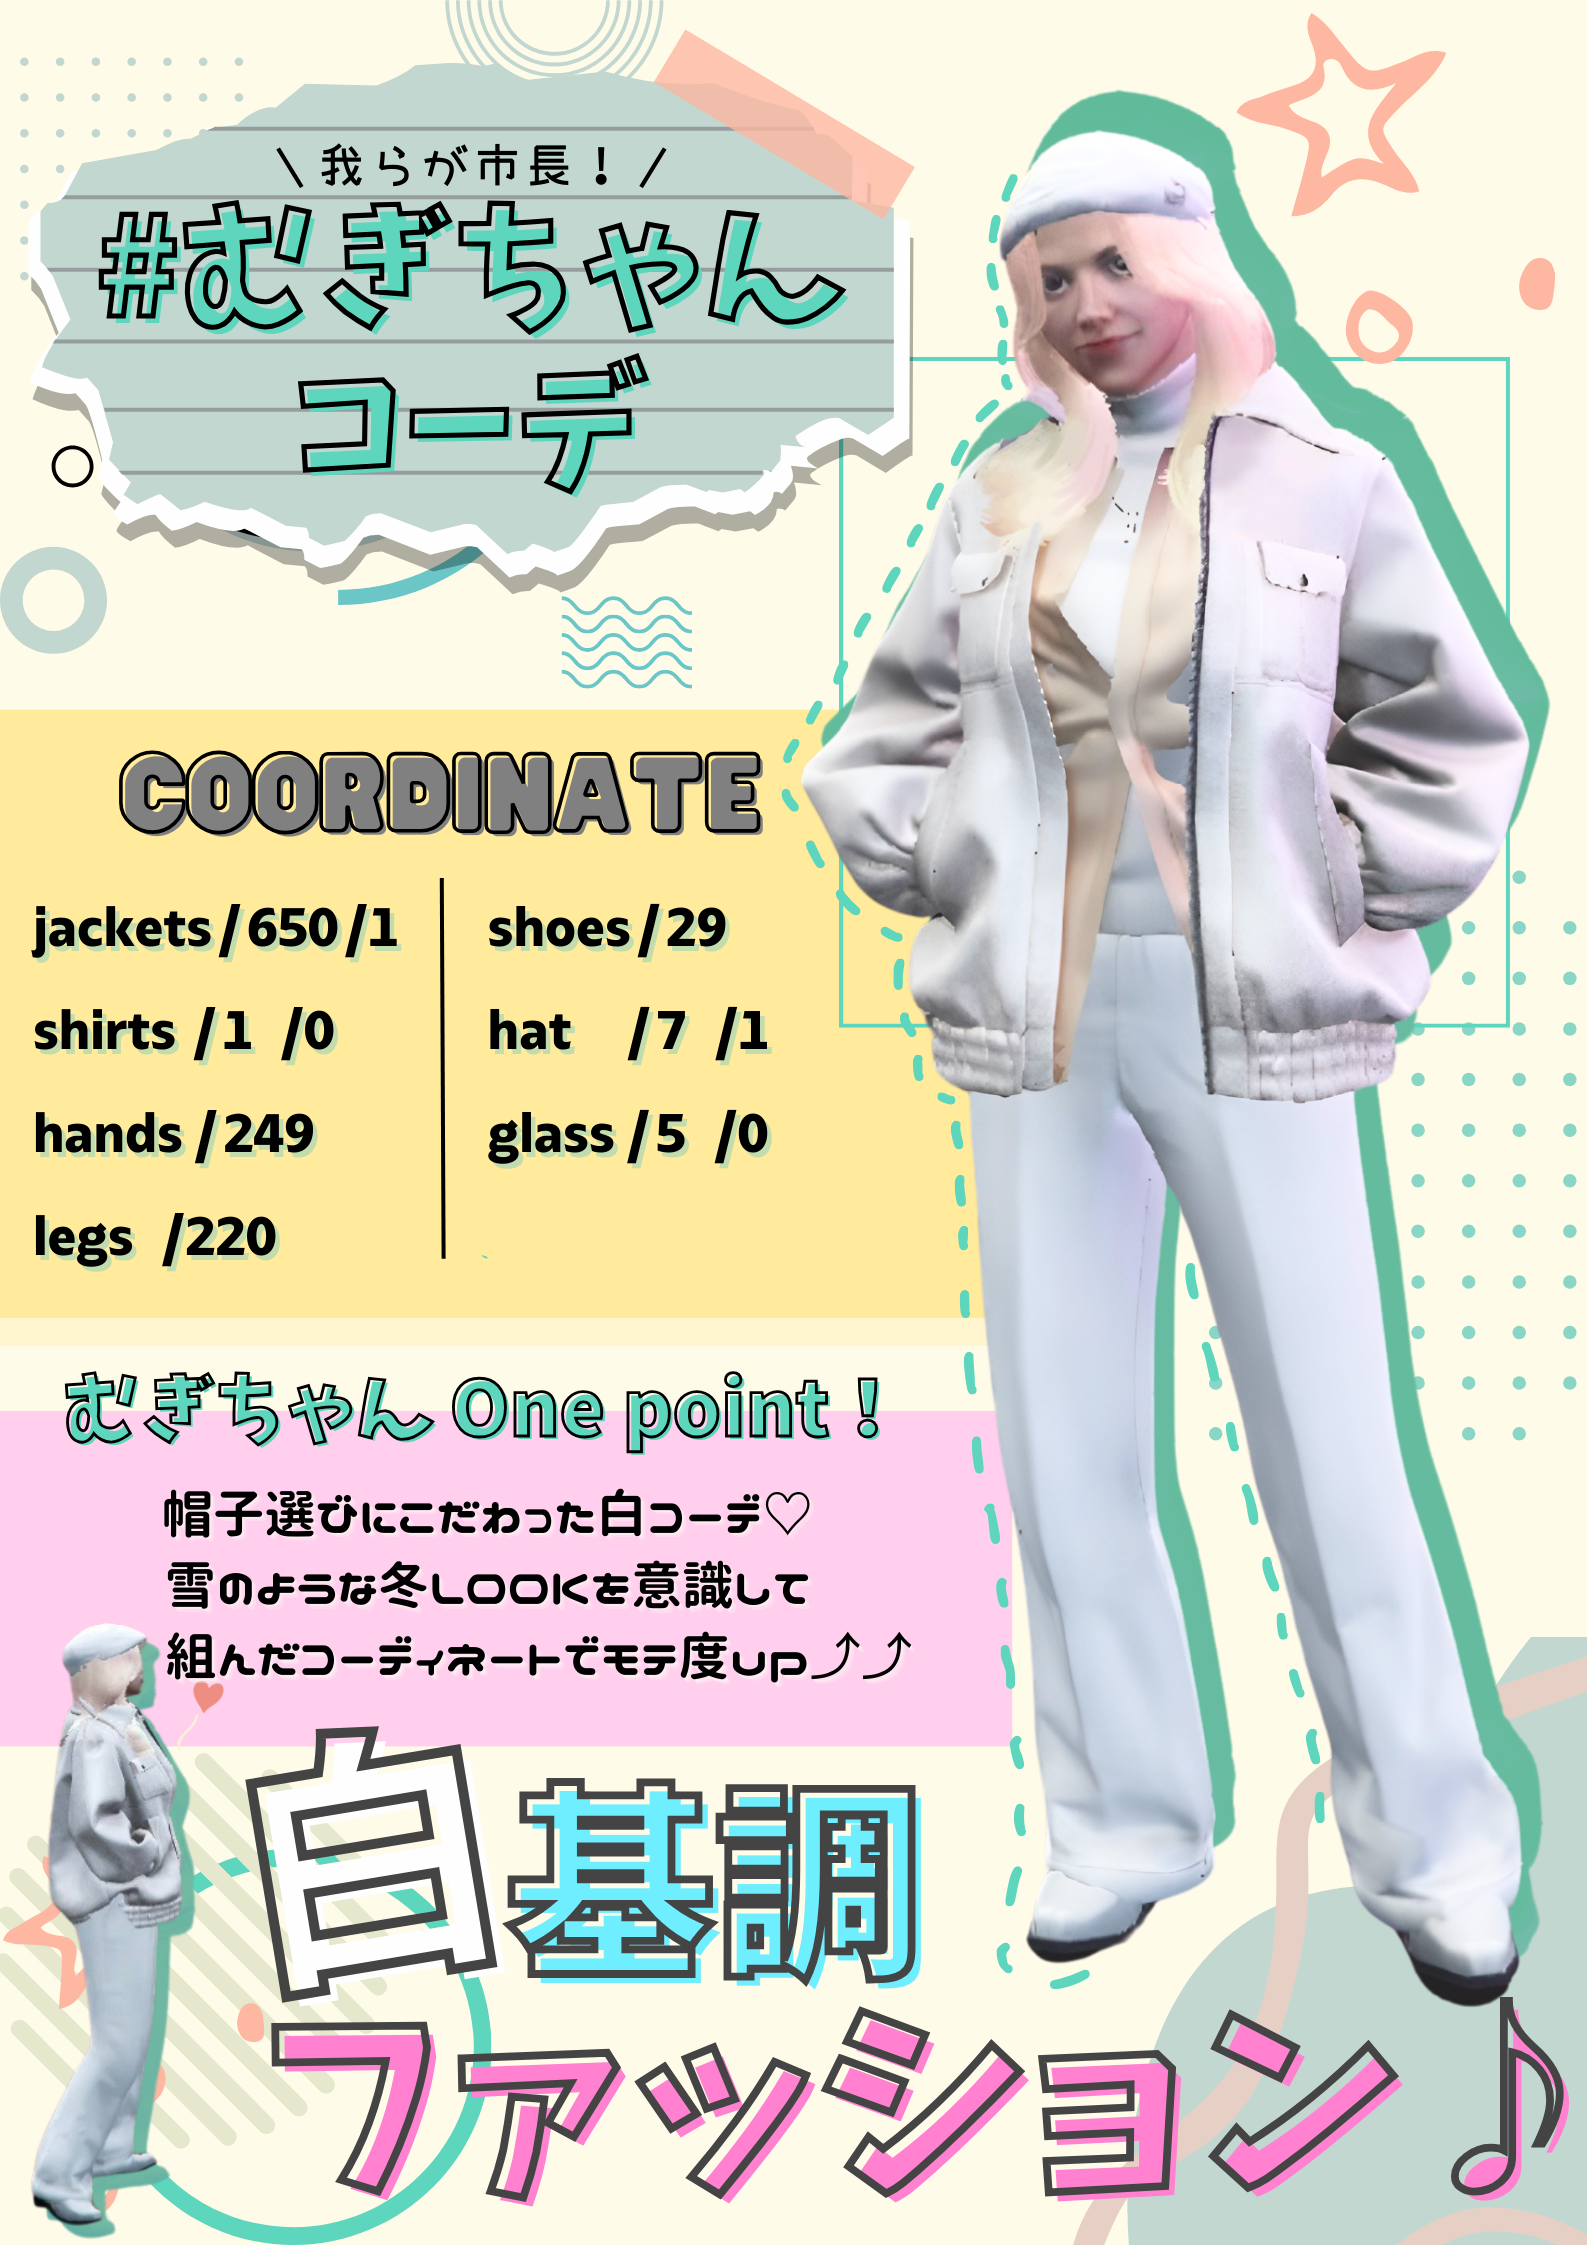 \ 我らが市長！ /
#むぎちゃん
コーデ
COORDINATE
jackets/650/1
shirts /1 /0
hands /249
legs /220
shoes/29
hat /7 /1
glass /5 /0
むぎちゃん One point！
帽子選びにこだわった白コーデ♡
雪のような冬LOOKを意識して
組んだコーディネートでモテ度up⤴⤴
白基調
ファッション♪